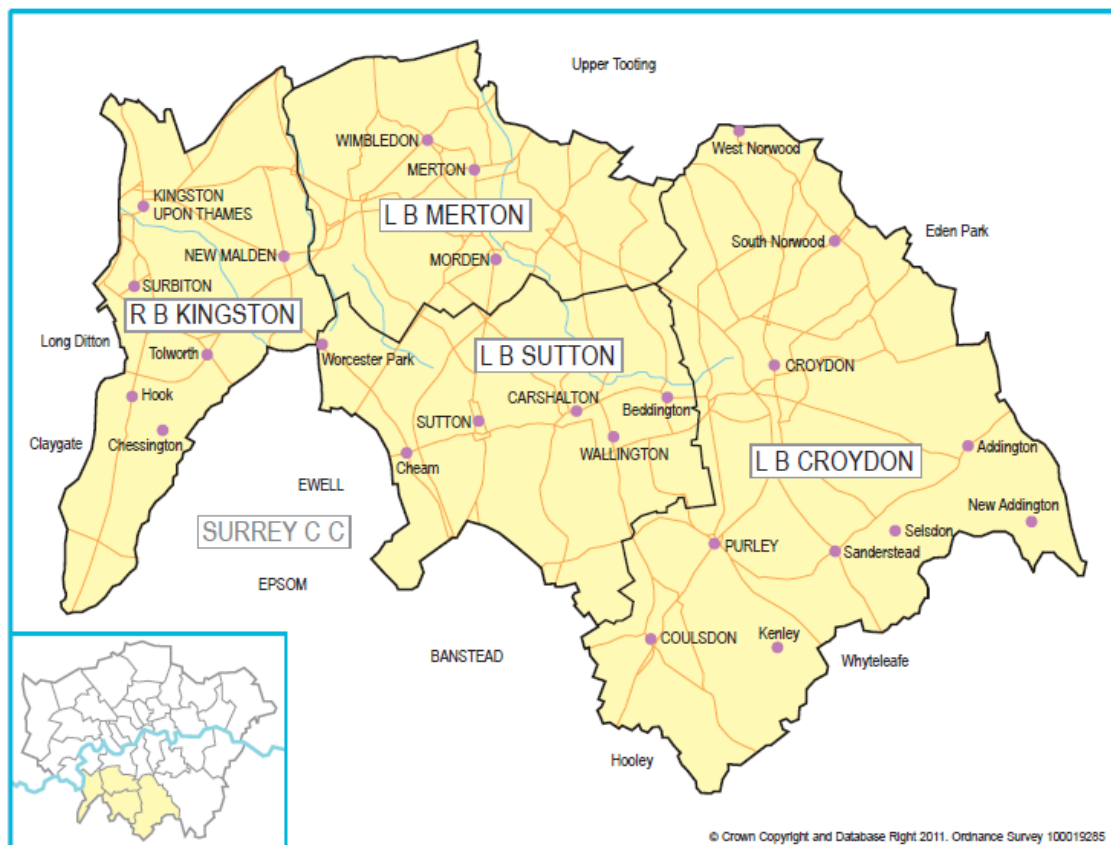 Upper Tooting
West Norwood
WIMBLEDON
MERTON
KINGSTON
UPON THAMES
L B MERTON
South Norwood
Eden Park
NEW MALDEN
MORDEN
SURBITON
R B KINGSTON
Long Ditton
Tolworth
Worcester Park
L B SUTTON
CROYDON
Hook
CARSHALTON
Beddington
SUTTON
Claygate
Chessington
WALLINGTON
Addington
Cheam
L B CROYDON
EWELL
New Addington
SURREY C C
Selsdon
PURLEY
Sanderstead
EPSOM
COULSDON
Kenley
BANSTEAD
Whyteleafe
Hooley
© Crown Copyright and Database Right 2011. Ordnance Survey 100019285